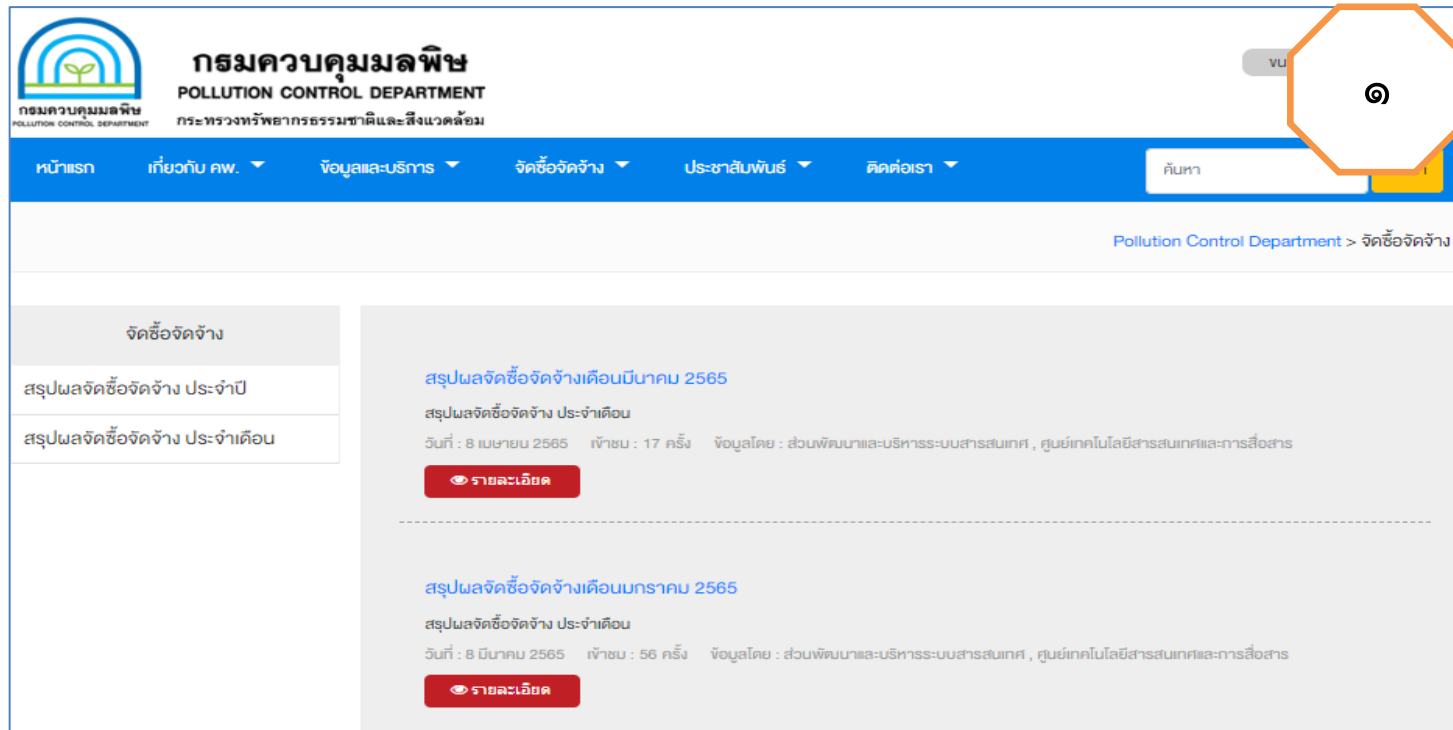 กรมควบคุมมลพิษ
POLLUTION CONTROL DEPARTMENT
กรมควบคุมมลพิษ
POLLUTION CONTROL DEPARTMENT
กระทรวงทรัพยากรธรรมชาติและสิ่งแวดล้อม
๑
หน้าแรก เกี่ยวกับ คพ. ข้อมูลและบริการ จัดซื้อจัดจ้าง ประชาสัมพันธ์ ติดต่อเรา ค้นหา
Pollution Control Department > จัดซื้อจัดจ้าง
จัดซื้อจัดจ้าง
สรุปผลจัดซื้อจัดจ้าง ประจำปี
สรุปผลจัดซื้อจัดจ้าง ประจำเดือน
สรุปผลจัดซื้อจัดจ้างเดือนมีนาคม 2565
สรุปผลจัดซื้อจัดจ้าง ประจำเดือน
วันที่ : 8 เมษายน 2565 เข้าชม : 17 ครั้ง ข้อมูลโดย : ส่วนพัฒนาและบริหารระบบสารสนเทศ , ศูนย์เทคโนโลยีสารสนเทศและการสื่อสาร
รายละเอียด
สรุปผลจัดซื้อจัดจ้างเดือนมกราคม 2565
สรุปผลจัดซื้อจัดจ้าง ประจำเดือน
วันที่ : 8 มีนาคม 2565 เข้าชม : 56 ครั้ง ข้อมูลโดย : ส่วนพัฒนาและบริหารระบบสารสนเทศ , ศูนย์เทคโนโลยีสารสนเทศและการสื่อสาร
รายละเอียด